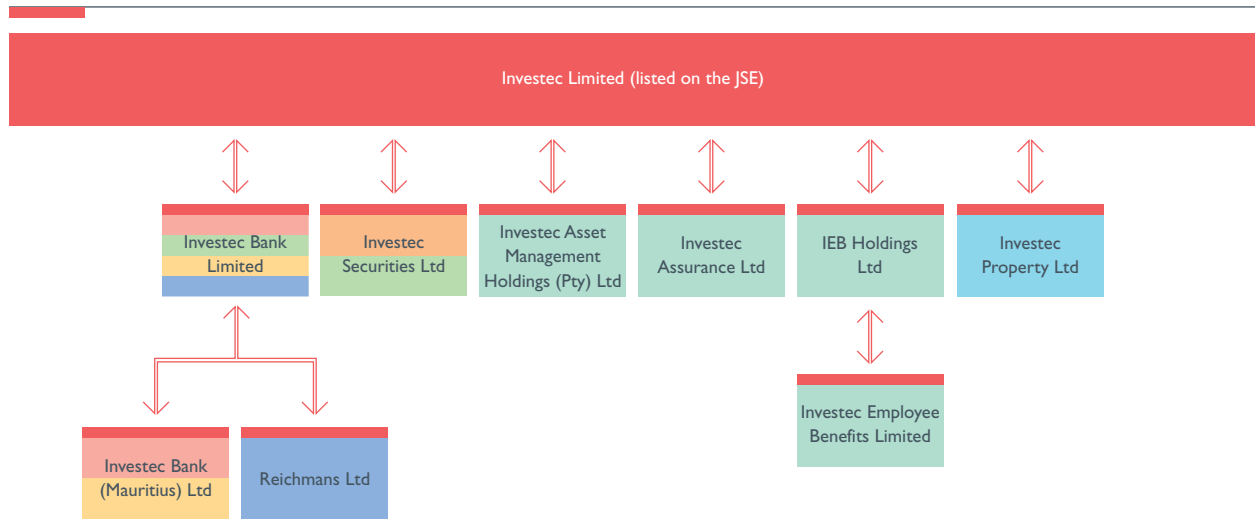 Investec Limited (listed on the JSE)
Investec Bank
Limited
Investec
Securities Ltd
Investec Asset
Management
Holdings (Pty) Ltd
Investec
Assurance Ltd
IEB Holdings
Ltd
Investec
Property Ltd
Investec Employee
Benefits Limited
Investec Bank
(Mauritius) Ltd
Reichmans Ltd